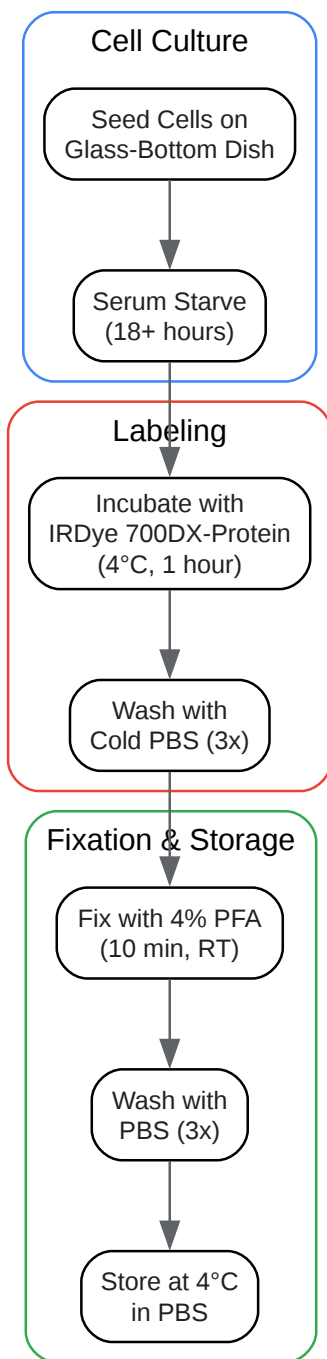 Cell Culture
Seed Cells on
Glass-Bottom Dish
Serum Starve
(18+ hours)
Labeling
Incubate with
IRDye 700DX-Protein
(4°C, 1 hour)
Wash with
Cold PBS (3x)
Fixation & Storage
Fix with 4% PFA
(10 min, RT)
Wash with
PBS (3x)
Store at 4°C
in PBS